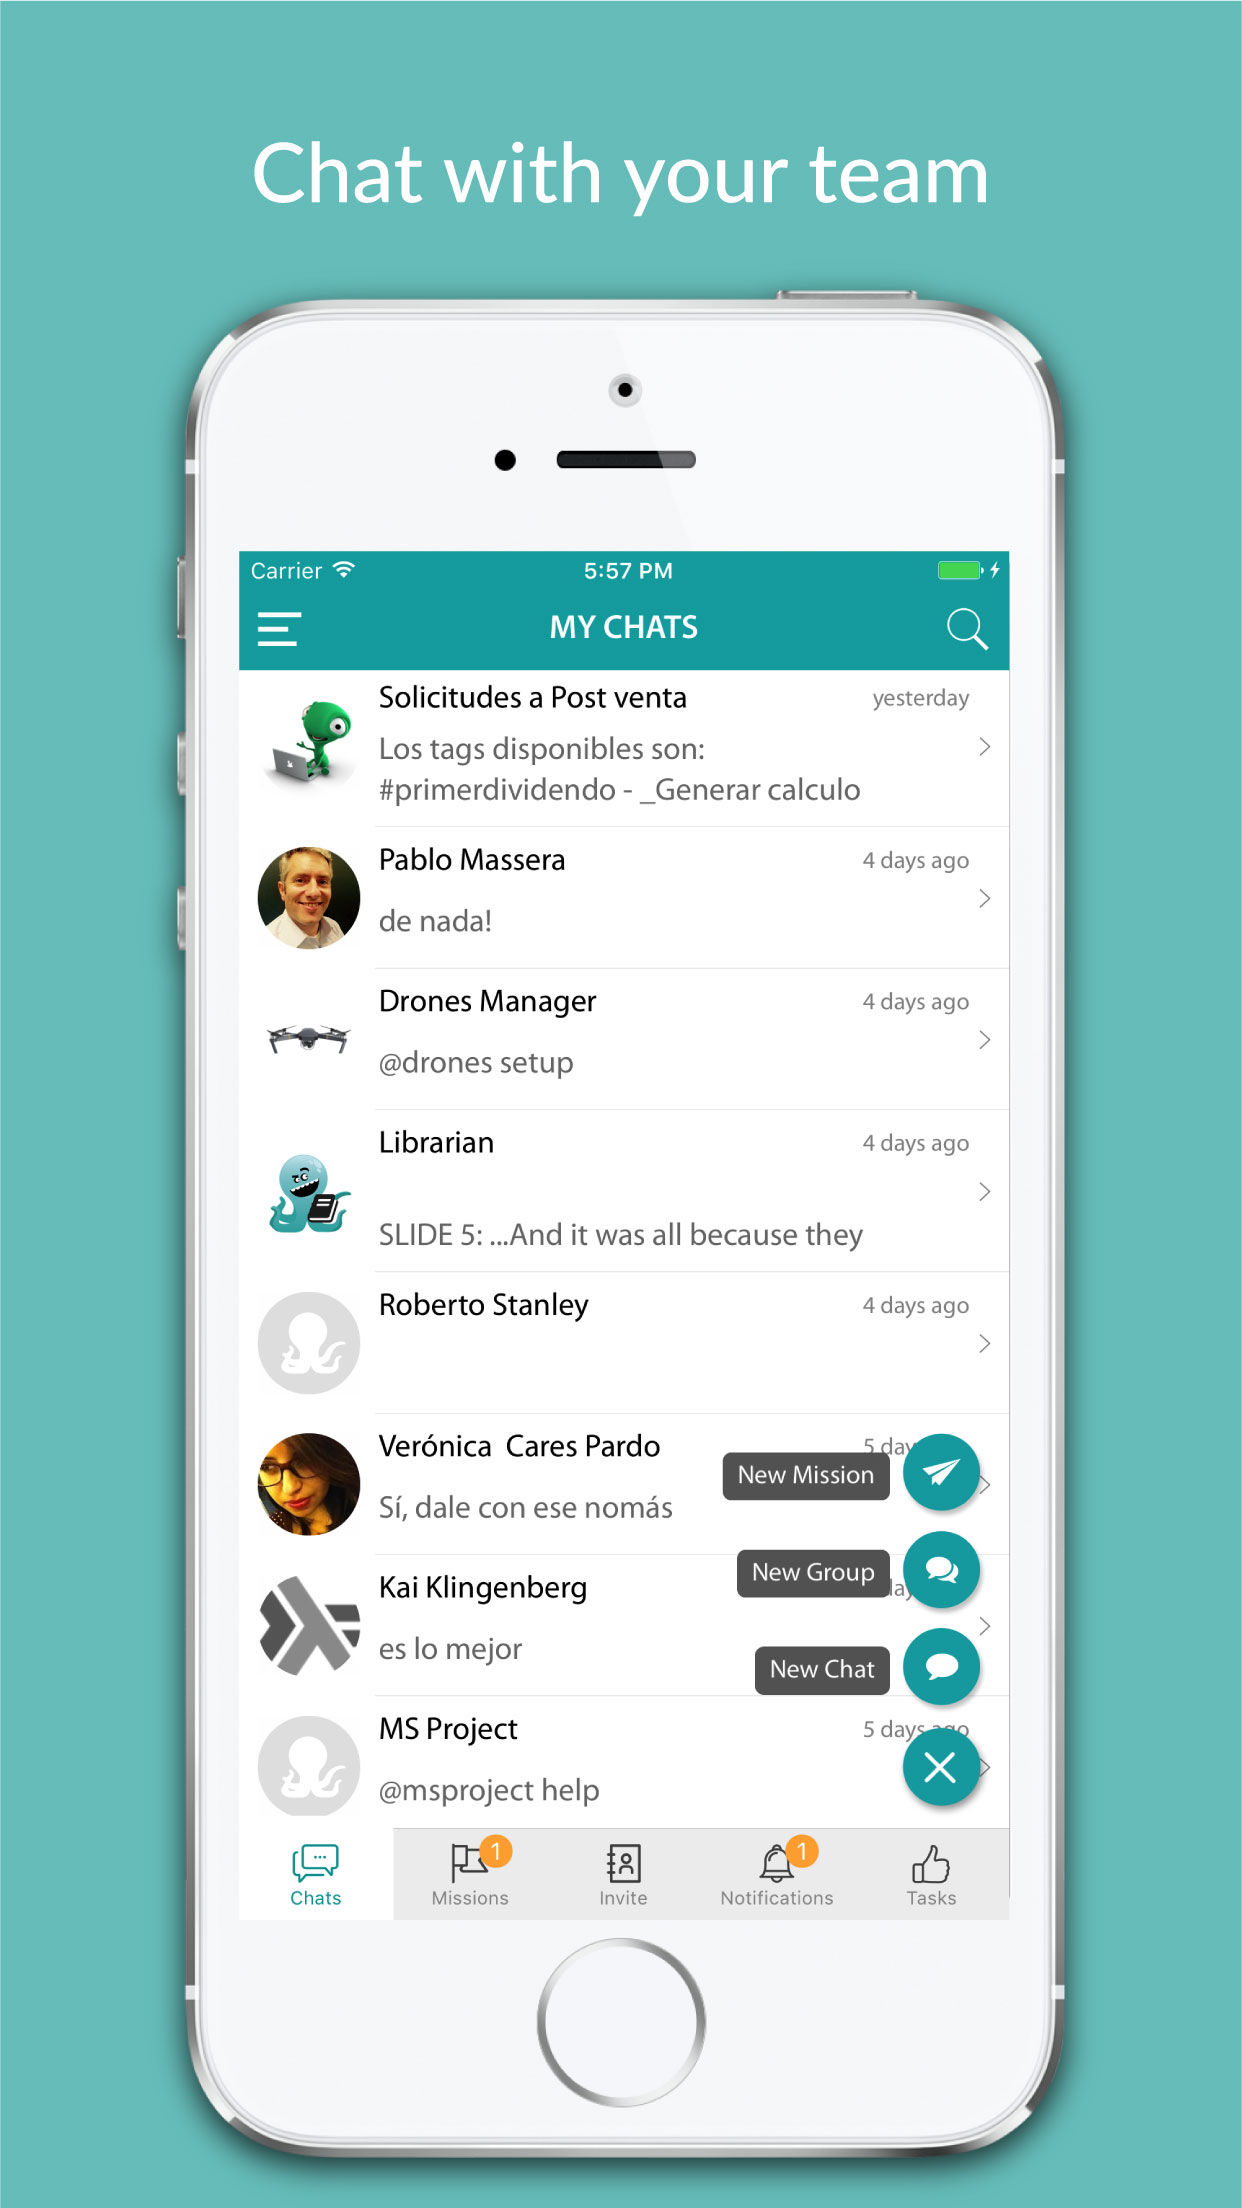 Chat with your team
Carrier
5:57 PM
MY CHATS
Solicitudes a Post venta
yesterday
Los tags disponibles son:
#primerdividendo - _Generar calculo
Pablo Massera
4 days ago
de nada!
Drones Manager
4 days ago
@drones setup
Librarian
4 days ago
SLIDE 5: ...And it was all because they
Roberto Stanley
4 days ago
Verónica  Cares Pardo
5
New Mission
Sí, dale con ese nomás
New Group
Kai Klingenberg
es lo mejor
New Chat
MS Project
5 days ago
@msproject help
1
1
Chats
Missions
Invite
Notifications
Tasks